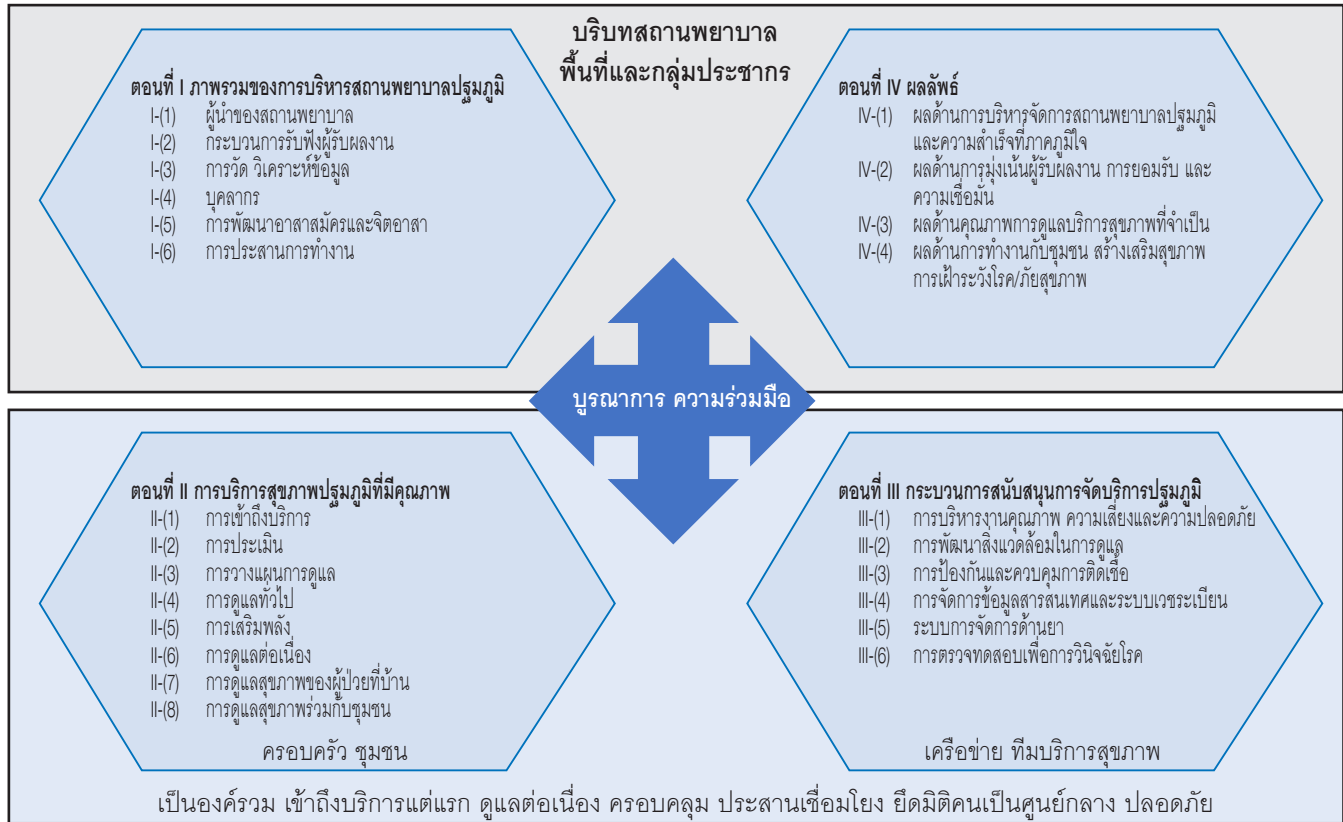 บริบทสถานพยาบาล
พื้นที่และกลุ่มประชากร
ตอนที่ I ภาพรวมของการบริหารสถานพยาบาลปฐมภูมิ
I-(1) ผู้นำของสถานพยาบาล
I-(2) กระบวนการรับฟังผู้รับผลงาน
I-(3) การวัด วิเคราะห์ข้อมูล
I-(4) บุคลากร
I-(5) การพัฒนาอาสาสมัครและจิตอาสา
I-(6) การประสานการทำงาน
ตอนที่ IV ผลลัพธ์
IV-(1) ผลด้านการบริหารจัดการสถานพยาบาลปฐมภูมิ
และความสำเร็จที่ภาคภูมิใจ
IV-(2) ผลด้านการมุ่งเน้นผู้รับผลงาน การยอมรับ และ
ความเชื่อมั่น
IV-(3) ผลด้านคุณภาพการดูแลบริการสุขภาพที่จำเป็น
IV-(4) ผลด้านการทำงานกับชุมชน สร้างเสริมสุขภาพ
การเฝ้าระวังโรค/ภัยสุขภาพ
บูรณาการ ความร่วมมือ
ตอนที่ II การบริการสุขภาพปฐมภูมิที่มีคุณภาพ
II-(1) การเข้าถึงบริการ
II-(2) การประเมิน
II-(3) การวางแผนการดูแล
II-(4) การดูแลทั่วไป
II-(5) การเสริมพลัง
II-(6) การดูแลต่อเนื่อง
II-(7) การดูแลสุขภาพของผู้ป่วยที่บ้าน
II-(8) การดูแลสุขภาพร่วมกับชุมชน
ครอบครัว ชุมชน
ตอนที่ III กระบวนการสนับสนุนการจัดบริการปฐมภูมิ
III-(1) การบริหารงานคุณภาพ ความเสี่ยงและความปลอดภัย
III-(2) การพัฒนาสิ่งแวดล้อมในการดูแล
III-(3) การป้องกันและควบคุมการติดเชื้อ
III-(4) การจัดการข้อมูลสารสนเทศและระบบเวชระเบียน
III-(5) ระบบการจัดการด้านยา
III-(6) การตรวจทดสอบเพื่อการวินิจฉัยโรค
เครือข่าย ทีมบริการสุขภาพ
เป็นองค์รวม เข้าถึงบริการแต่แรก ดูแลต่อเนื่อง ครอบคลุม ประสานเชื่อมโยง ยึดมิติคนเป็นศูนย์กลาง ปลอดภัย